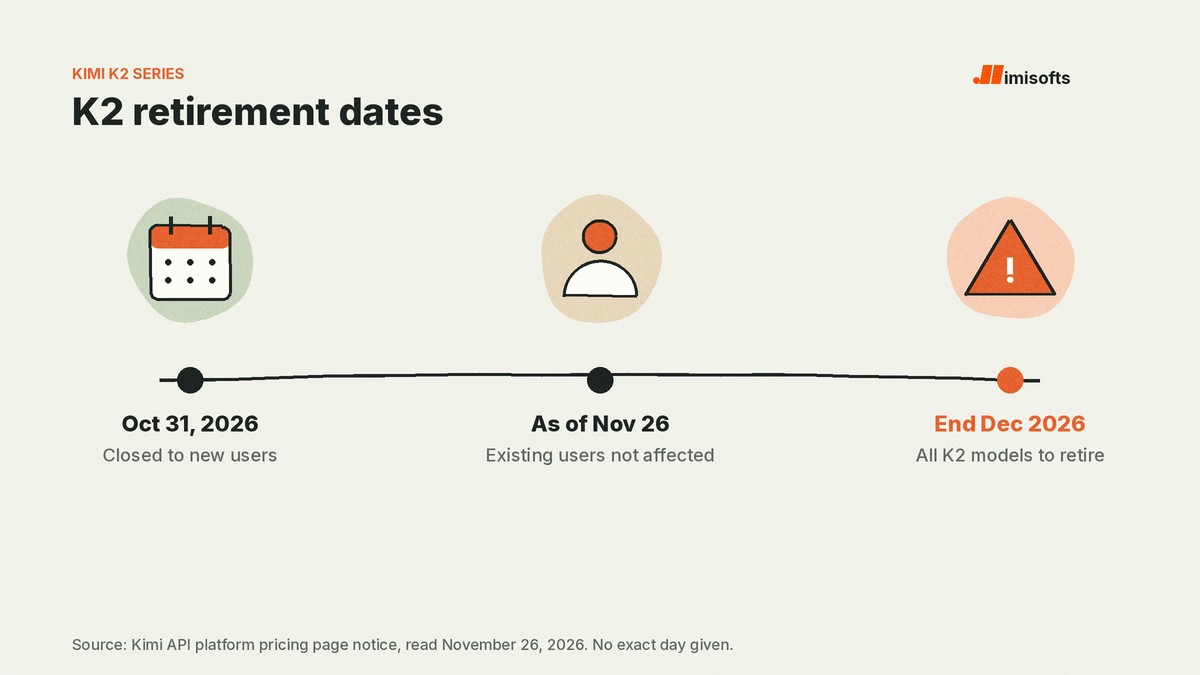 KIMI K2 SERIES
K2 retirement dates
imisofts
!
Oct 31, 2026
Closed to new users
As of Nov 26
Existing users not affected
End Dec 2026
All K2 models to retire
Source: Kimi API platform pricing page notice, read November 26, 2026. No exact day given.